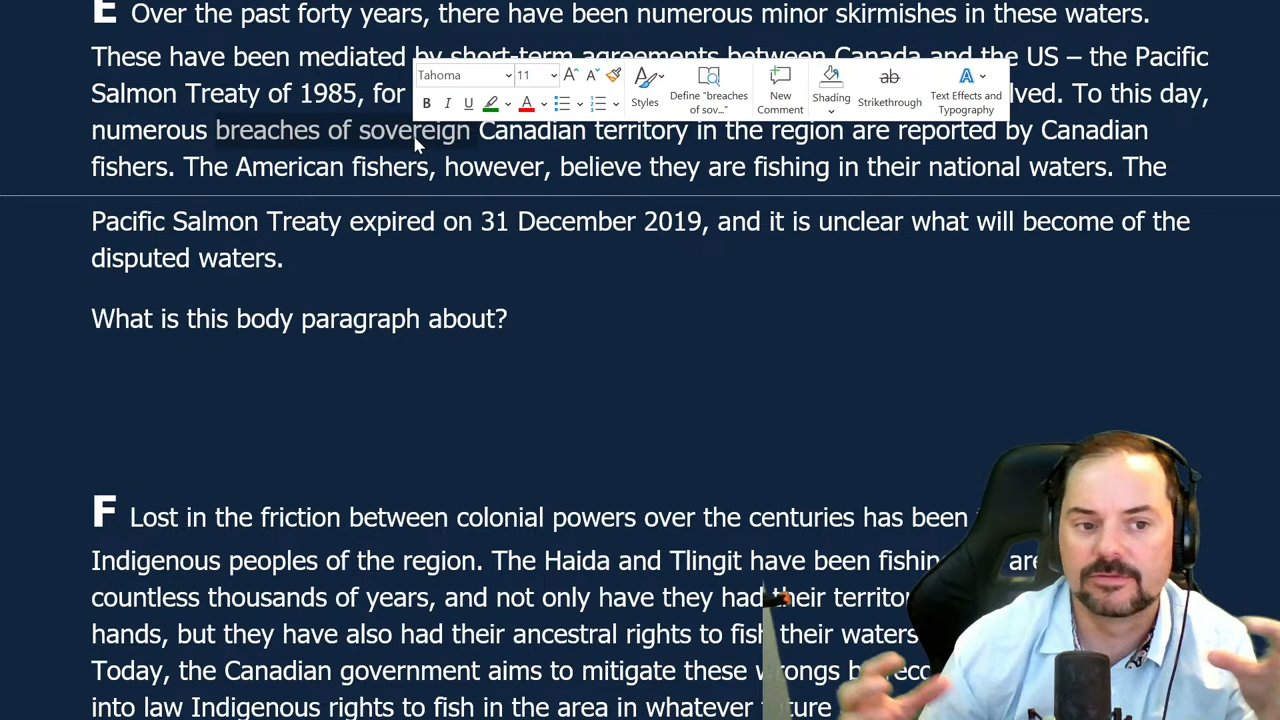 E Over the past forty years, there have been numerous minor skirmishes in these waters.
These have been mediated by short-term agreements between Canada and the US – the Pacific
Tahoma 11
Styles Define "breaches of sov..." New Comment Shading Strikethrough Text Effects and Typography
B I U A
Salmon Treaty of 1985, for lved. To this day,
numerous breaches of sovereign Canadian territory in the region are reported by Canadian
fishers. The American fishers, however, believe they are fishing in their national waters. The
Pacific Salmon Treaty expired on 31 December 2019, and it is unclear what will become of the
disputed waters.
What is this body paragraph about?
F Lost in the friction between colonial powers over the centuries has been
Indigenous peoples of the region. The Haida and Tlingit have been fishing are
countless thousands of years, and not only have they had their territo
hands, but they have also had their ancestral rights to fish their waters
Today, the Canadian government aims to mitigate these wrongs b reco
into law Indigenous rights to fish in the area in whatever